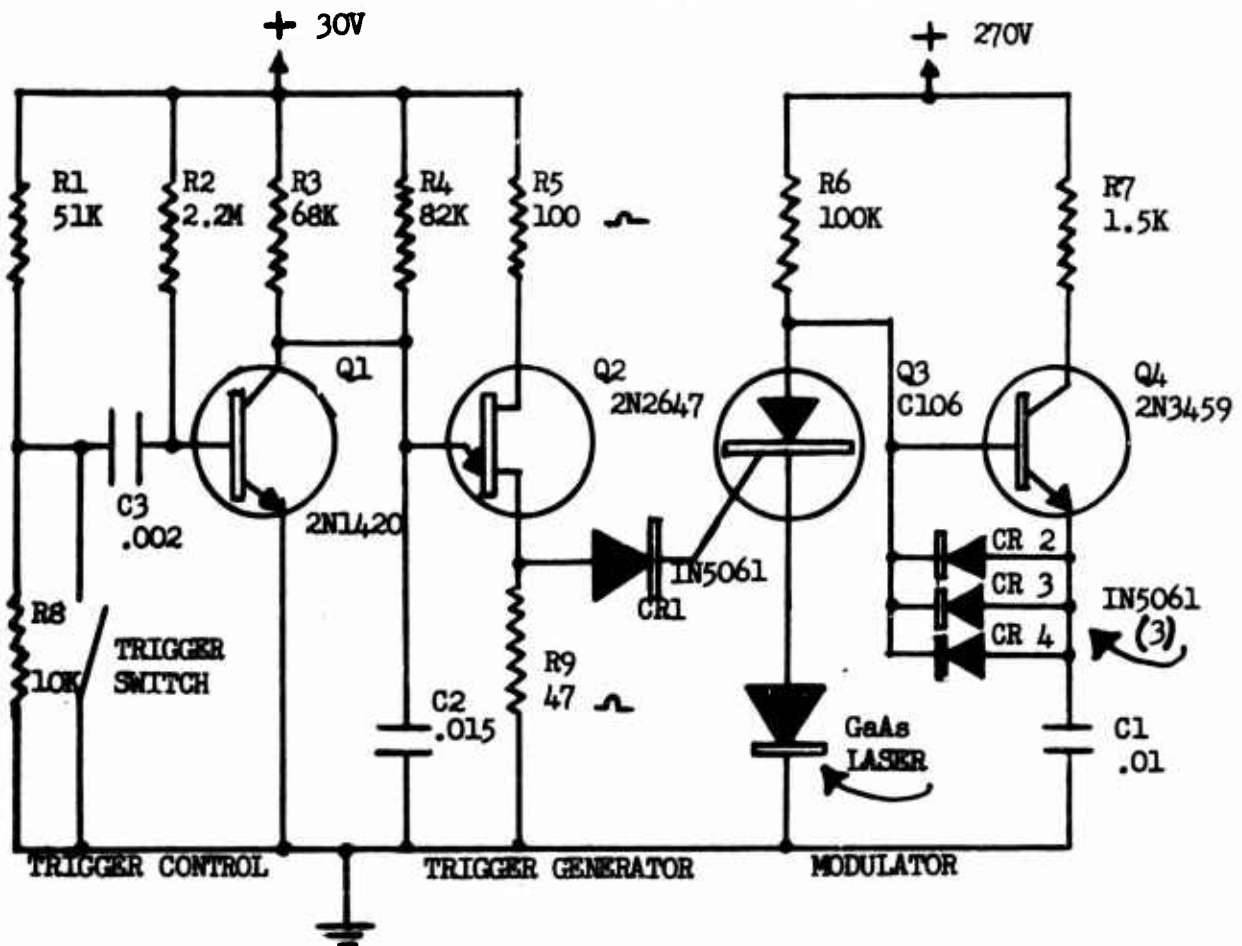 + 30V
+ 270V
R1
51K
R2
2.2M
R3
68K
R4
82K
R5
100
R6
100K
R7
1.5K
Q1
2N1420
Q2
2N2647
Q3
C106
Q4
2N3459
C3
.002
IN5061
CR1
CR 2
CR 3
CR 4
IN5061
(3)
R8
10K
TRIGGER
SWITCH
R9
47
C2
.015
GaAs
LASER
C1
.01
TRIGGER CONTROL
TRIGGER GENERATOR
MODULATOR